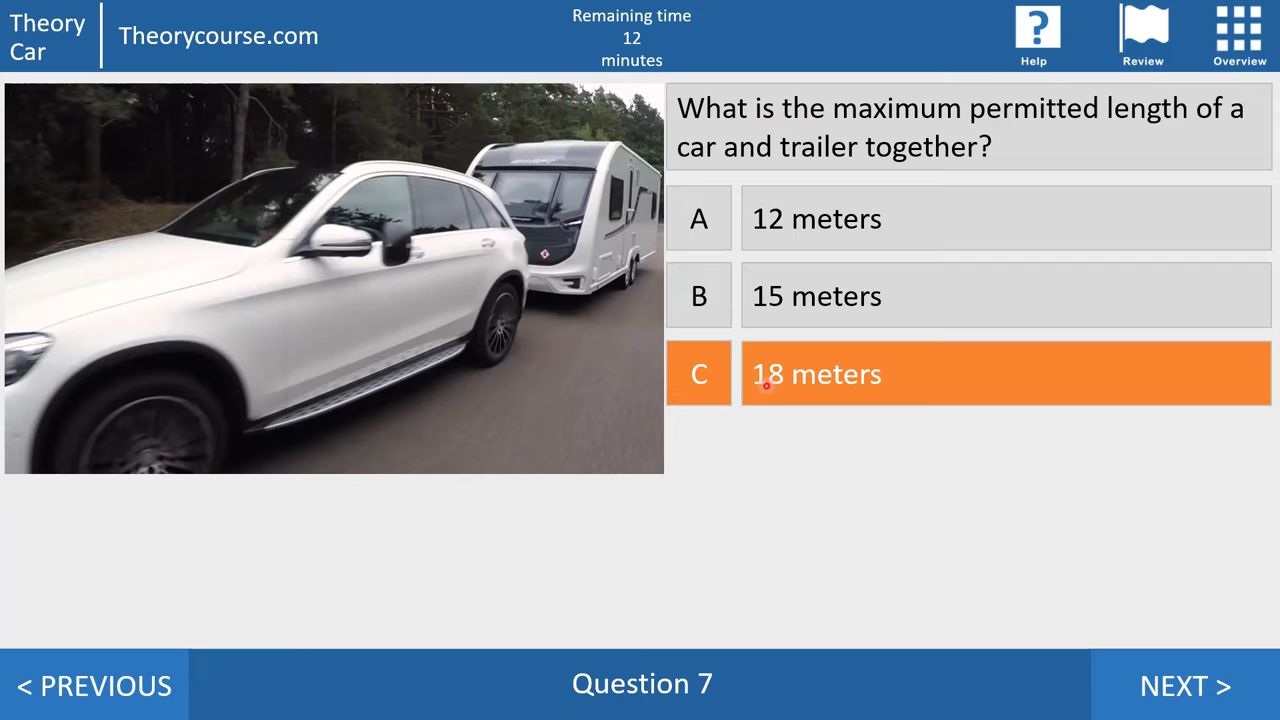 Theory
Car
Theorycourse.com
Remaining time
12
minutes
Help
Review
Overview
What is the maximum permitted length of a
car and trailer together?
A
12 meters
B
15 meters
C
18 meters
< PREVIOUS
Question 7
NEXT >